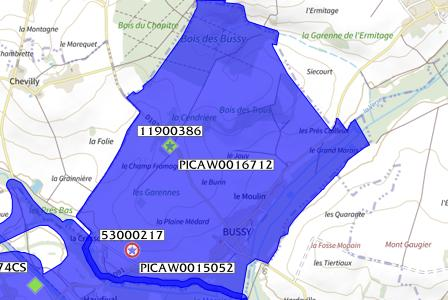 l'Ermitage
la Montagne
Bois du Chapitre
Bois des Bussy
la Garenne de l'Ermitage
le Marequet
Chevilly
Siecourt
Bois des Trous
la Cendrière
11900386
les Prés
la Folie
le Jouy
le Grand Marais
le Champ
PICAW0016712
la Grainnière
le Burin
les Garennes
le Moulin
les Prés Bas
les Quarante
la Plaine Médard
53000217
BUSSY
la Fosse Mopain
Mont Gaugier
les Tiertiaux
74CS
PICAW0015052